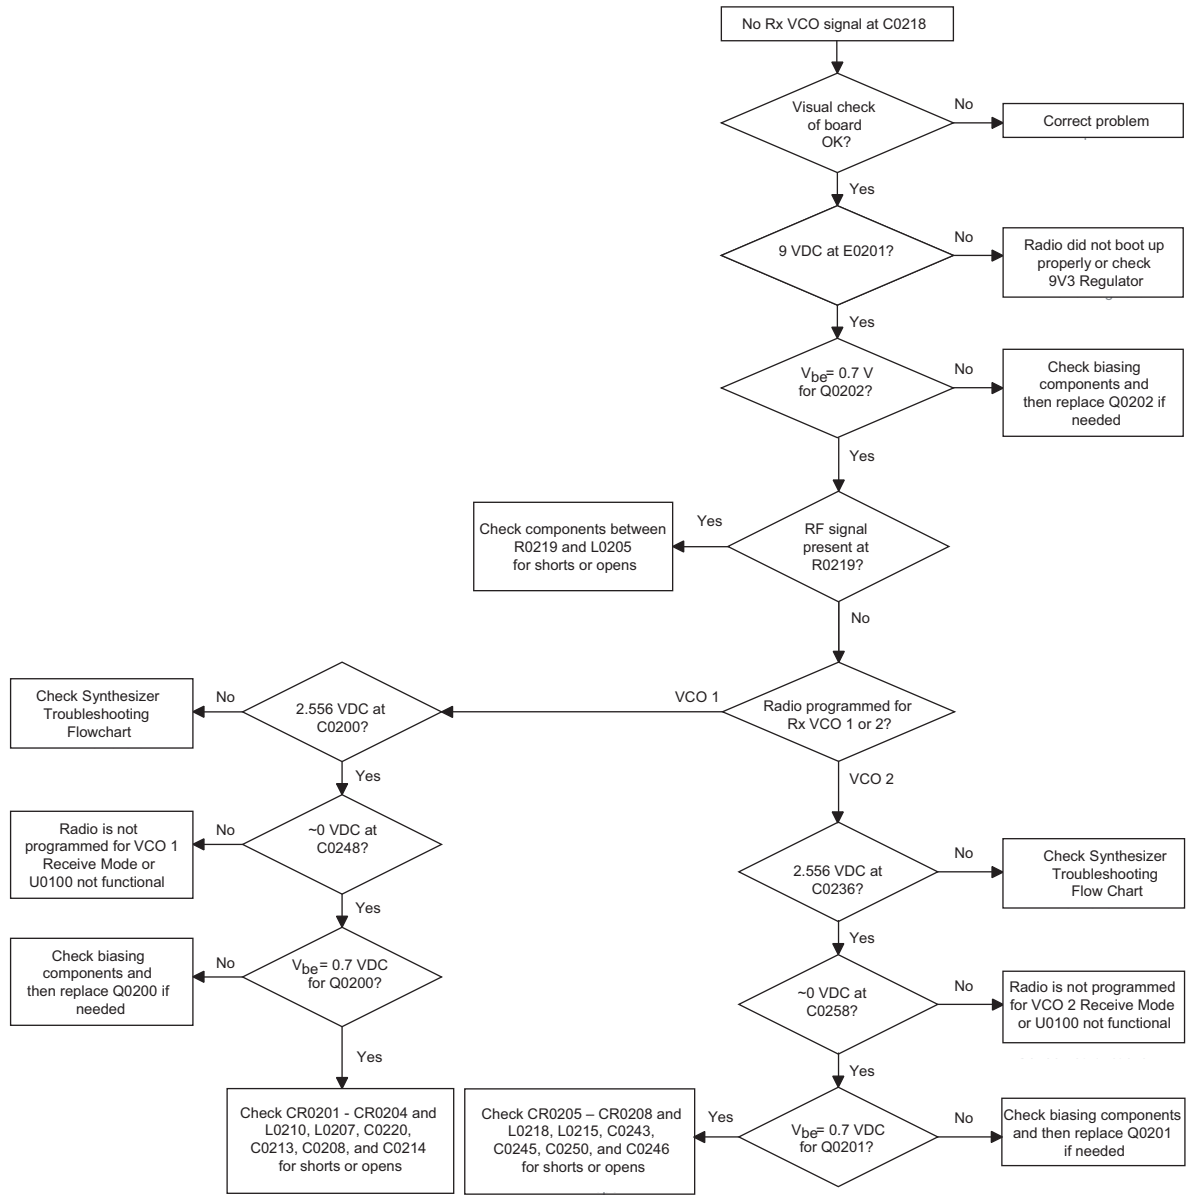 No Rx VCO signal at C0218
Visual check
of board
OK?
No
Correct problem
Yes
9 VDC at E0201?
No
Radio did not boot up
properly or check
9V3 Regulator
Yes
Vbe= 0.7 V
for Q0202?
No
Check biasing
components and
then replace Q0202 if
needed
Yes
RF signal
present at
R0219?
Yes
Check components between
R0219 and L0205
for shorts or opens
No
Radio programmed for
Rx VCO 1 or 2?
VCO 1
2.556 VDC at
C0200?
No
Check Synthesizer
Troubleshooting
Flowchart
Yes
~0 VDC at
C0248?
No
Radio is not
programmed for VCO 1
Receive Mode or
U0100 not functional
Yes
Vbe= 0.7 VDC
for Q0200?
No
Check biasing
components and
then replace Q0200 if
needed
Yes
Check CR0201 - CR0204 and
L0210, L0207, C0220,
C0213, C0208, and C0214
for shorts or opens
VCO 2
2.556 VDC at
C0236?
No
Check Synthesizer
Troubleshooting
Flow Chart
Yes
~0 VDC at
C0258?
No
Radio is not programmed
for VCO 2 Receive Mode
or U0100 not functional
Yes
Vbe= 0.7 VDC
for Q0201?
No
Check biasing components
and then replace Q0201
if needed
Yes
Check CR0205 – CR0208 and
L0218, L0215, C0243,
C0245, C0250, and C0246
for shorts or opens